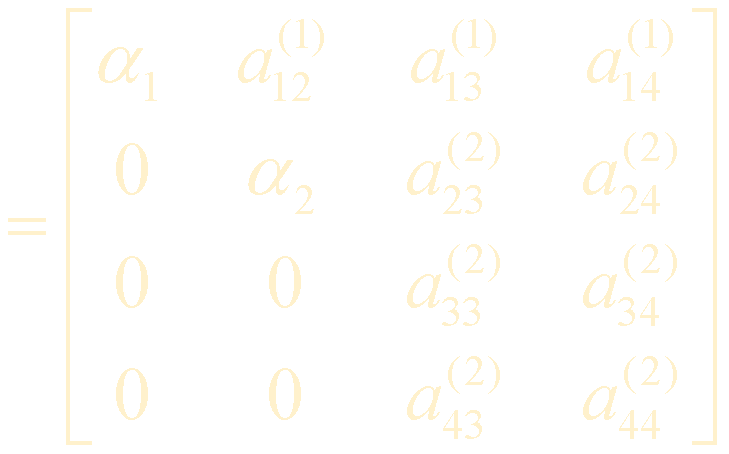 α₁ a₁₂⁽¹⁾ a₁₃⁽¹⁾ a₁₄⁽¹⁾
0 α₂ a₂₃⁽²⁾ a₂₄⁽²⁾
= 0 0 a₃₃⁽²⁾ a₃₄⁽²⁾
0 0 a₄₃⁽²⁾ a₄₄⁽²⁾